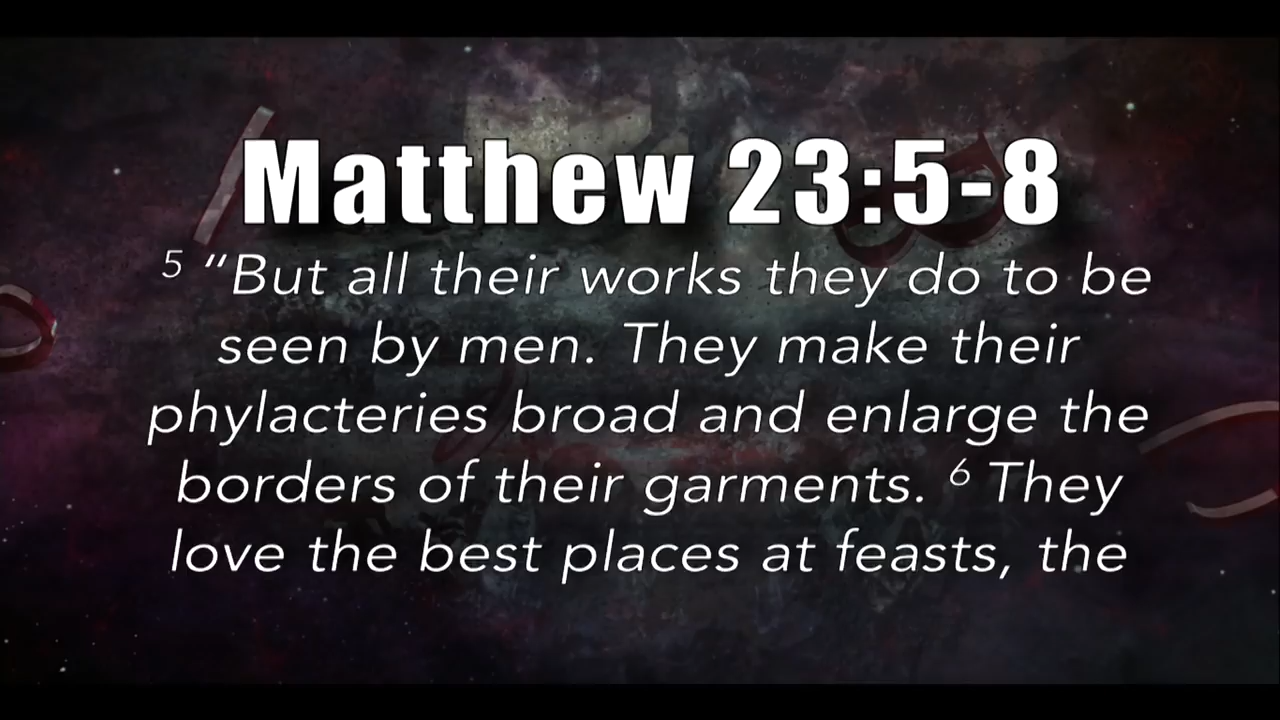 Matthew 23:5-8
⁵ “But all their works they do to be
seen by men. They make their
phylacteries broad and enlarge the
borders of their garments. ⁶ They
love the best places at feasts, the